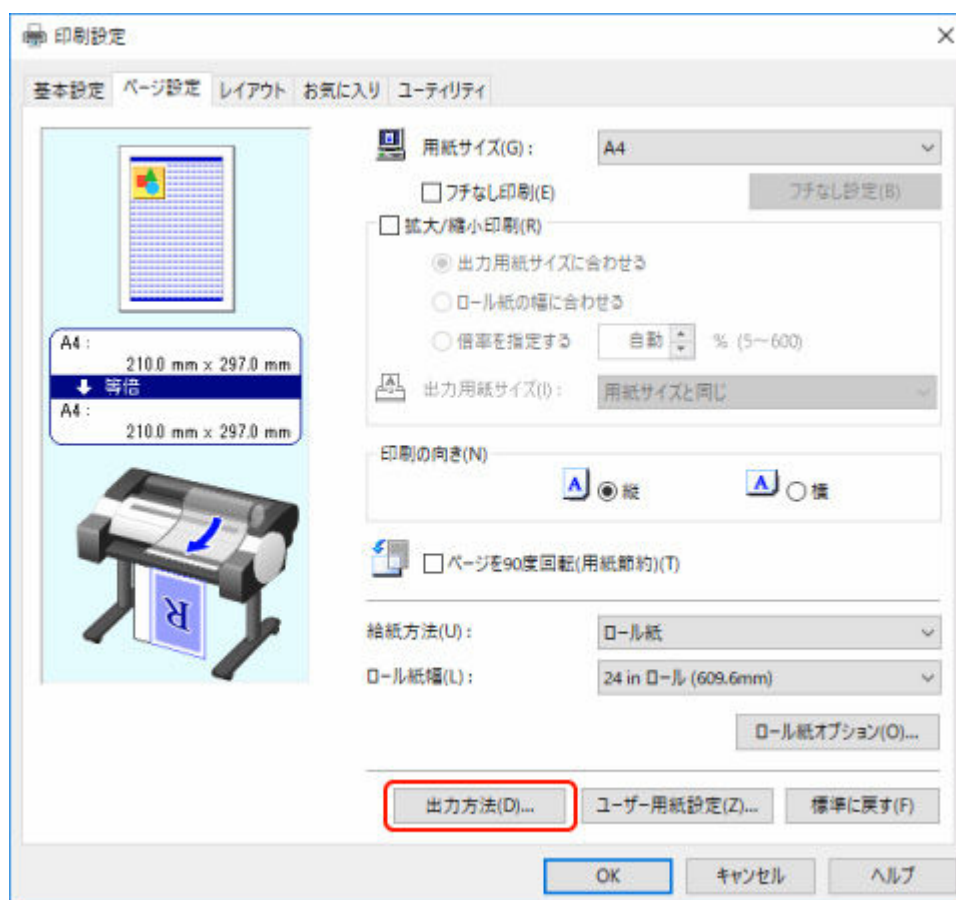 印刷設定
基本設定 ページ設定 レイアウト お気に入り ユーティリティ
用紙サイズ(G): A4
フチなし印刷(E) フチなし設定(B)
拡大/縮小印刷(R)
出力用紙サイズに合わせる
ロール紙の幅に合わせる
倍率を指定する 自動 % (5～600)
出力用紙サイズ(I): 用紙サイズと同じ
A4 :
210.0 mm x 297.0 mm
等倍
A4 :
210.0 mm x 297.0 mm
印刷の向き(N)
A 縦 A 横
ページを90度回転(用紙節約)(T)
R
給紙方法(U): ロール紙
ロール紙幅(L): 24 in ロール (609.6mm)
ロール紙オプション(O)...
出力方法(D)... ユーザー用紙設定(Z)... 標準に戻す(F)
OK キャンセル ヘルプ